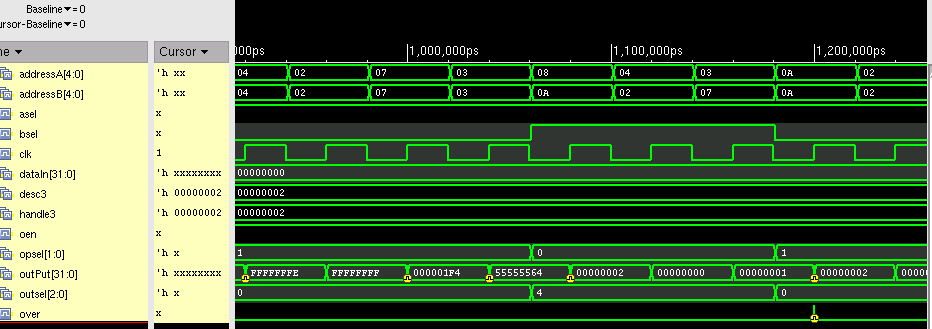 Baseline▼=0
ursor-Baseline▼=0
ne▼ Cursor▼ 000ps 1,000,000ps 1,100,000ps 1,200,000ps
addressA[4:0] 'h xx 04 02 07 03 08 04 03 0A 02
addressB[4:0] 'h xx 04 02 07 03 0A 02 07 0A 02
asel x
bsel x
clk 1
dataIn[31:0] 'h xxxxxxxx 00000000
desc3 'h 00000002 00000002
handle3 'h 00000002 00000002
oen x
opsel[1:0] 'h x 1 0 1
outPut[31:0] 'h xxxxxxxx FFFFFFFE FFFFFFFF 000001F4 55555564 00000002 00000000 00000001 00000002 0000
outsel[2:0] 'h x 0 4 0
over x